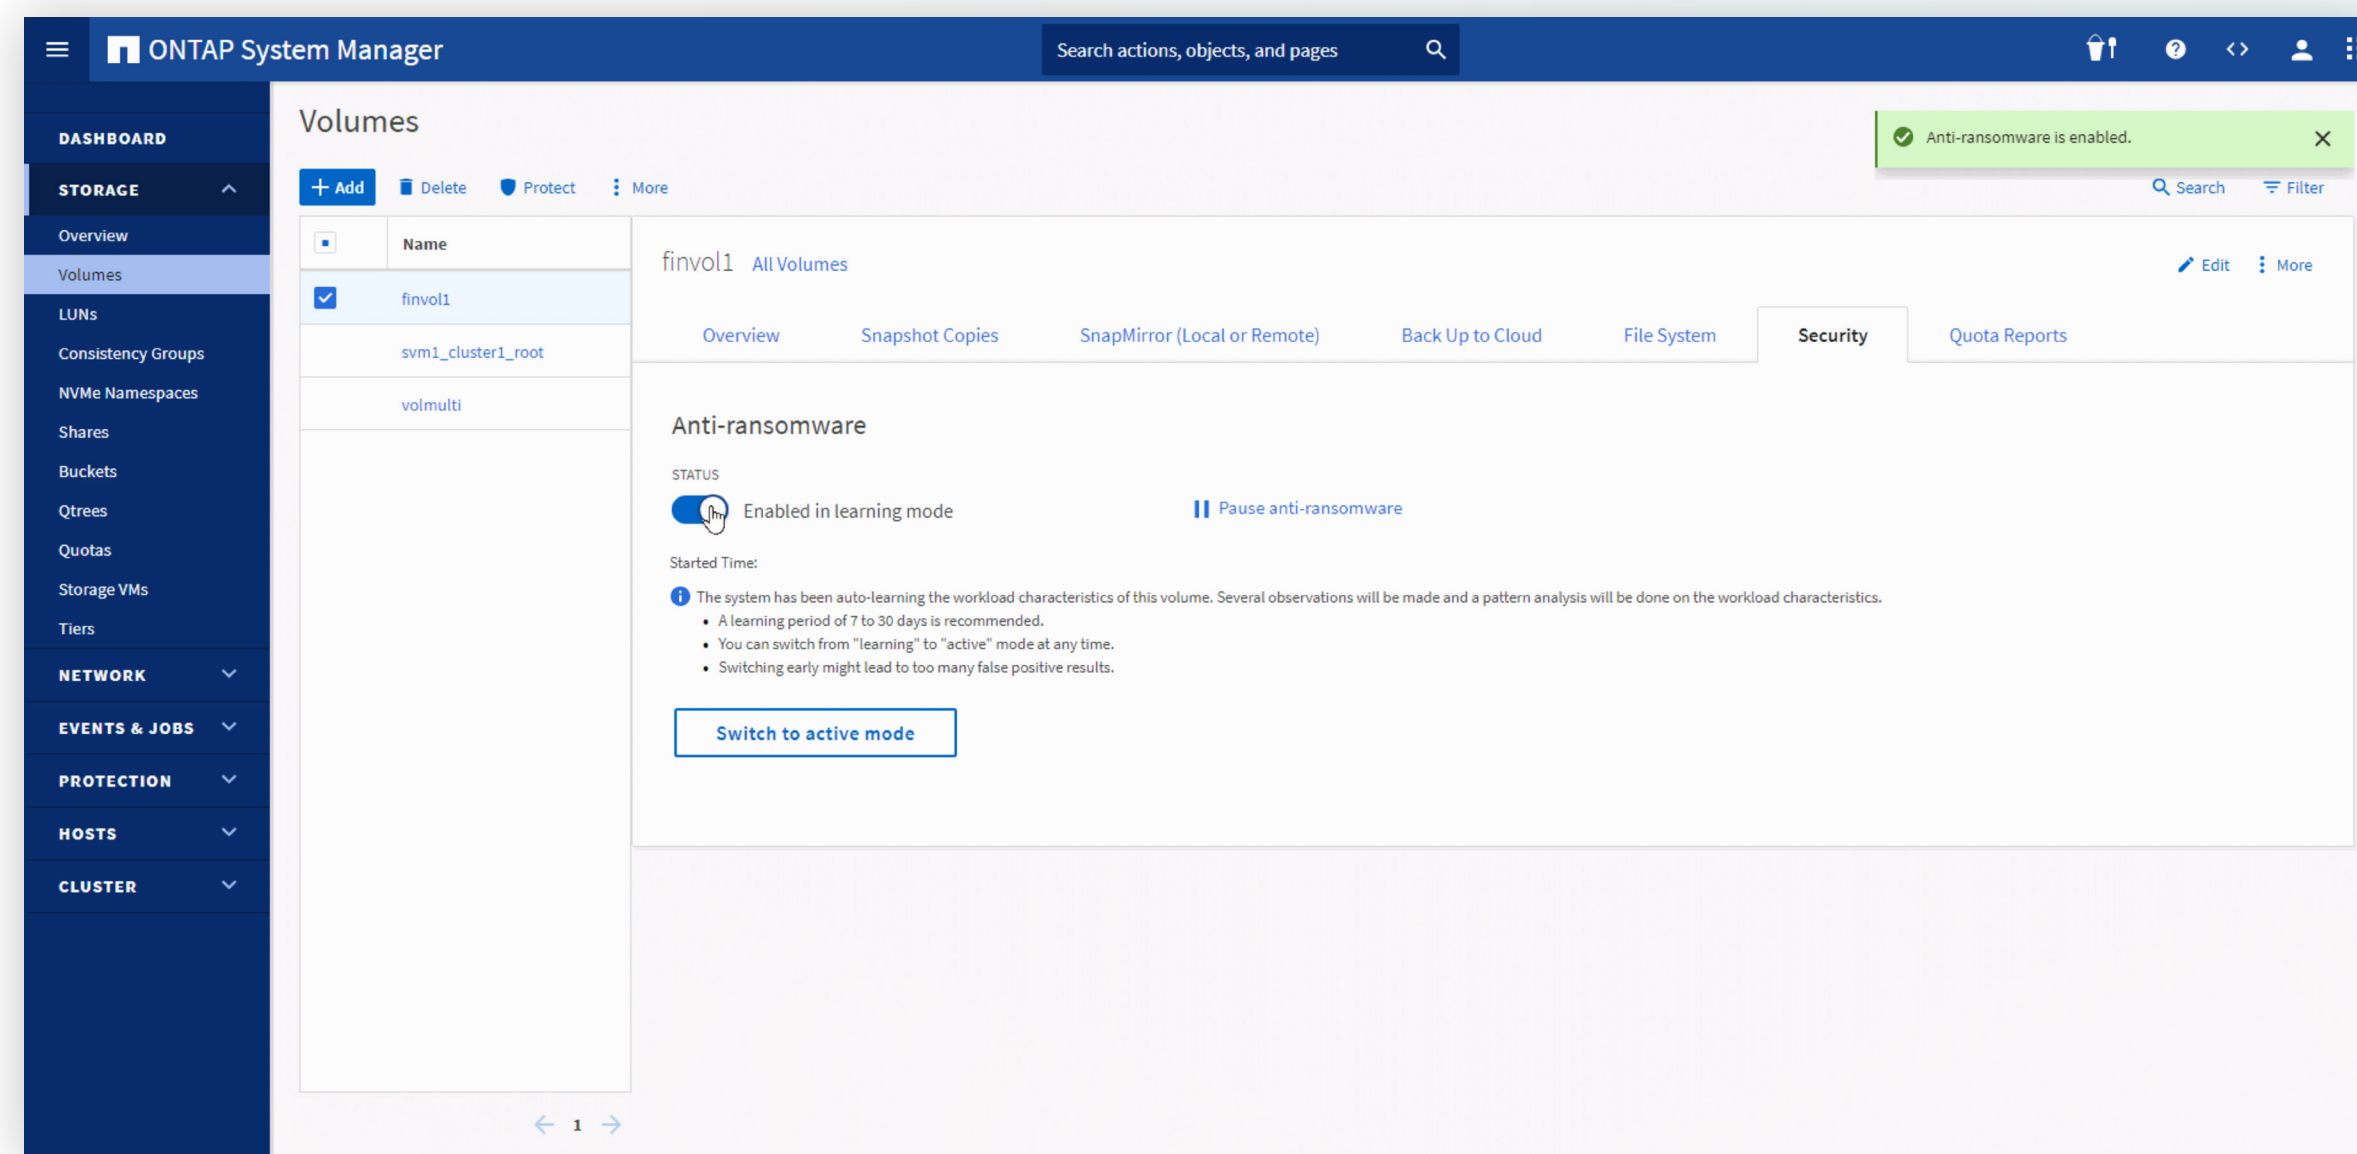 ONTAP System Manager
Search actions, objects, and pages
DASHBOARD
STORAGE
Overview
Volumes
LUNs
Consistency Groups
NVMe Namespaces
Shares
Buckets
Qtrees
Quotas
Storage VMs
Tiers
NETWORK
EVENTS & JOBS
PROTECTION
HOSTS
CLUSTER
Volumes
Anti-ransomware is enabled.
Add Delete Protect More
Search Filter
Name
finvol1
svm1_cluster1_root
volmulti
1
finvol1 All Volumes
Edit More
Overview Snapshot Copies SnapMirror (Local or Remote) Back Up to Cloud File System Security Quota Reports
Anti-ransomware
STATUS
Enabled in learning mode
Pause anti-ransomware
Started Time:
The system has been auto-learning the workload characteristics of this volume. Several observations will be made and a pattern analysis will be done on the workload characteristics.
• A learning period of 7 to 30 days is recommended.
• You can switch from "learning" to "active" mode at any time.
• Switching early might lead to too many false positive results.
Switch to active mode